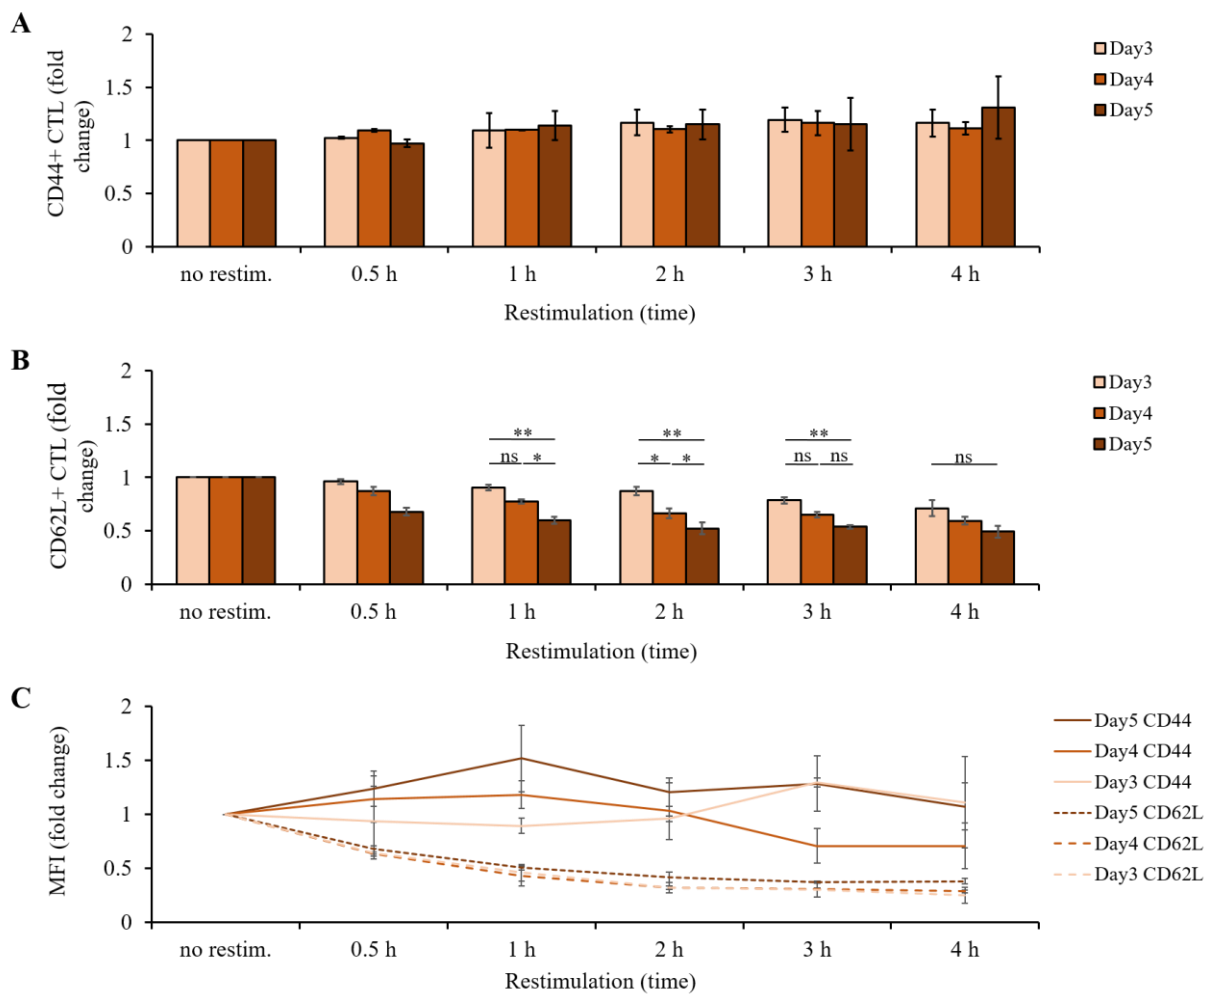 A
CD44+ CTL (fold
change)
2
1.5
1
0.5
0
no restim.
0.5 h
1 h
2 h
3 h
4 h
Restimulation (time)
Day3
Day4
Day5
B
CD62L+ CTL (fold
change)
2
1.5
1
0.5
0
**
ns
*
**
*
*
**
ns
ns
ns
no restim.
0.5 h
1 h
2 h
3 h
4 h
Restimulation (time)
Day3
Day4
Day5
C
MFI (fold change)
2
1.5
1
0.5
0
no restim.
0.5 h
1 h
2 h
3 h
4 h
Restimulation (time)
Day5 CD44
Day4 CD44
Day3 CD44
Day5 CD62L
Day4 CD62L
Day3 CD62L